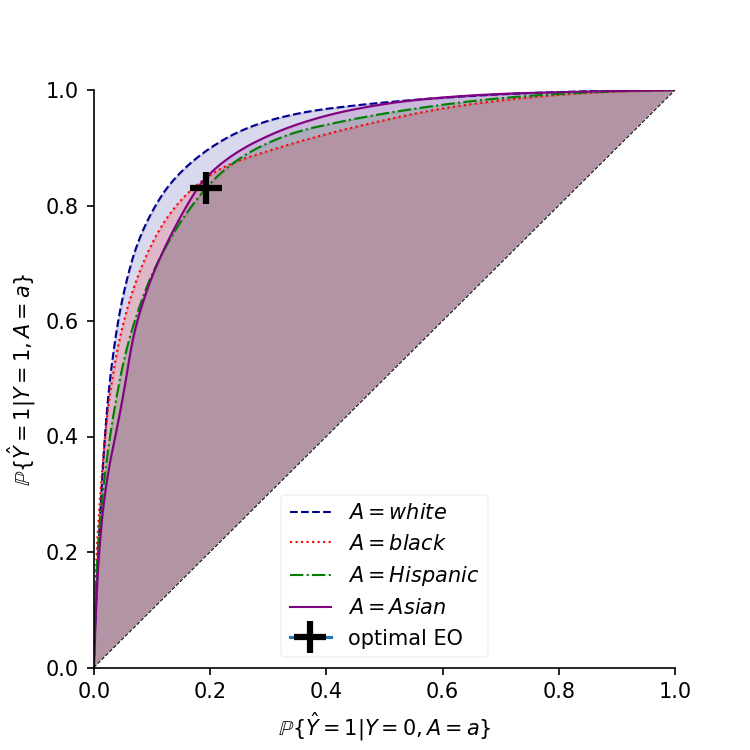 1.0
0.8
0.6
0.4
0.2
0.0
ℙ{Ŷ = 1|Y = 1, A = a}
A = white
A = black
A = Hispanic
A = Asian
optimal EO
0.0 0.2 0.4 0.6 0.8 1.0
ℙ{Ŷ = 1|Y = 0, A = a}